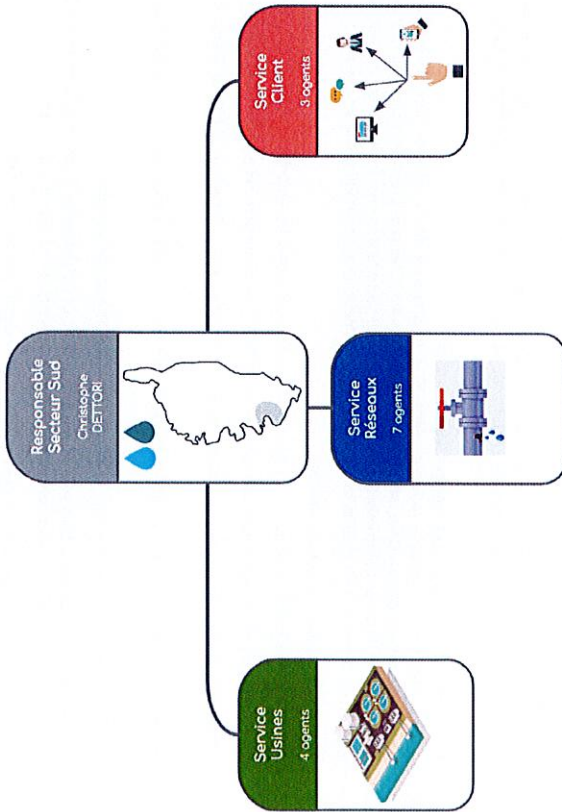 Responsable
Secteur Sud
Christophe
DETTORI
Service
Usines
4 agents
Service
Réseaux
7 agents
Service
Client
3 agents